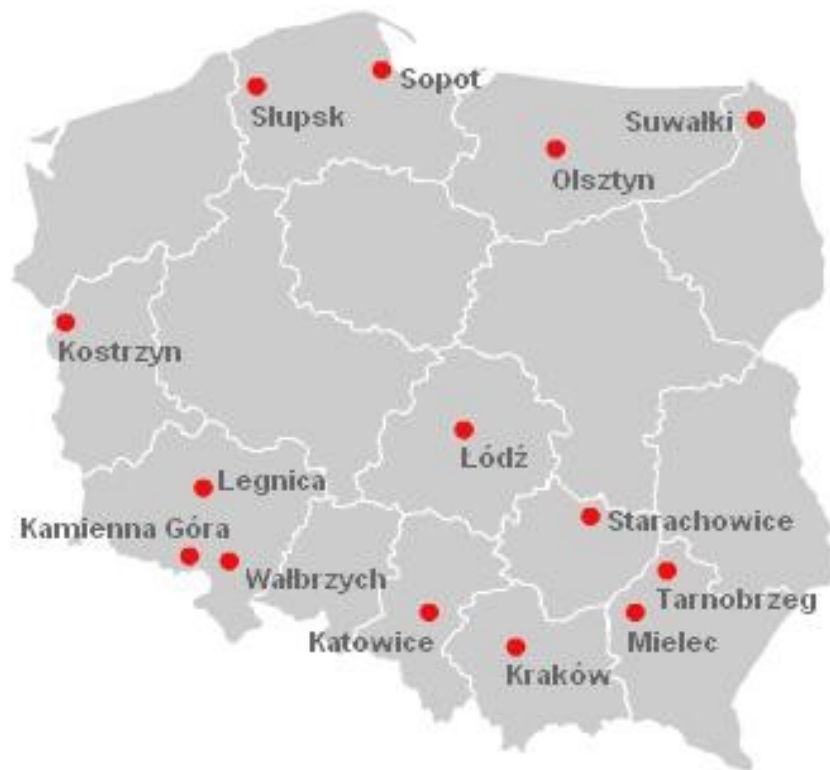 Sopot
Słupsk
Suwałki
Olsztyn
Kostrzyn
Łódź
Legnica
Starachowice
Kamienna Góra
Wałbrzych
Tarnobrzeg
Katowice
Mielec
Kraków